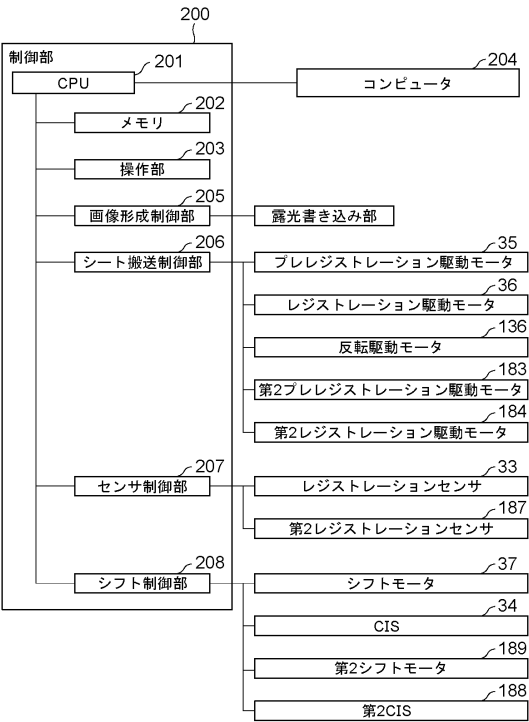 200
制御部
201
CPU
204
コンピュータ
202
メモリ
203
操作部
205
画像形成制御部
露光書き込み部
206
シート搬送制御部
35
プレレジストレーション駆動モータ
36
レジストレーション駆動モータ
136
反転駆動モータ
183
第2プレレジストレーション駆動モータ
184
第2レジストレーション駆動モータ
207
センサ制御部
33
レジストレーションセンサ
187
第2レジストレーションセンサ
208
シフト制御部
37
シフトモータ
34
CIS
189
第2シフトモータ
188
第2CIS